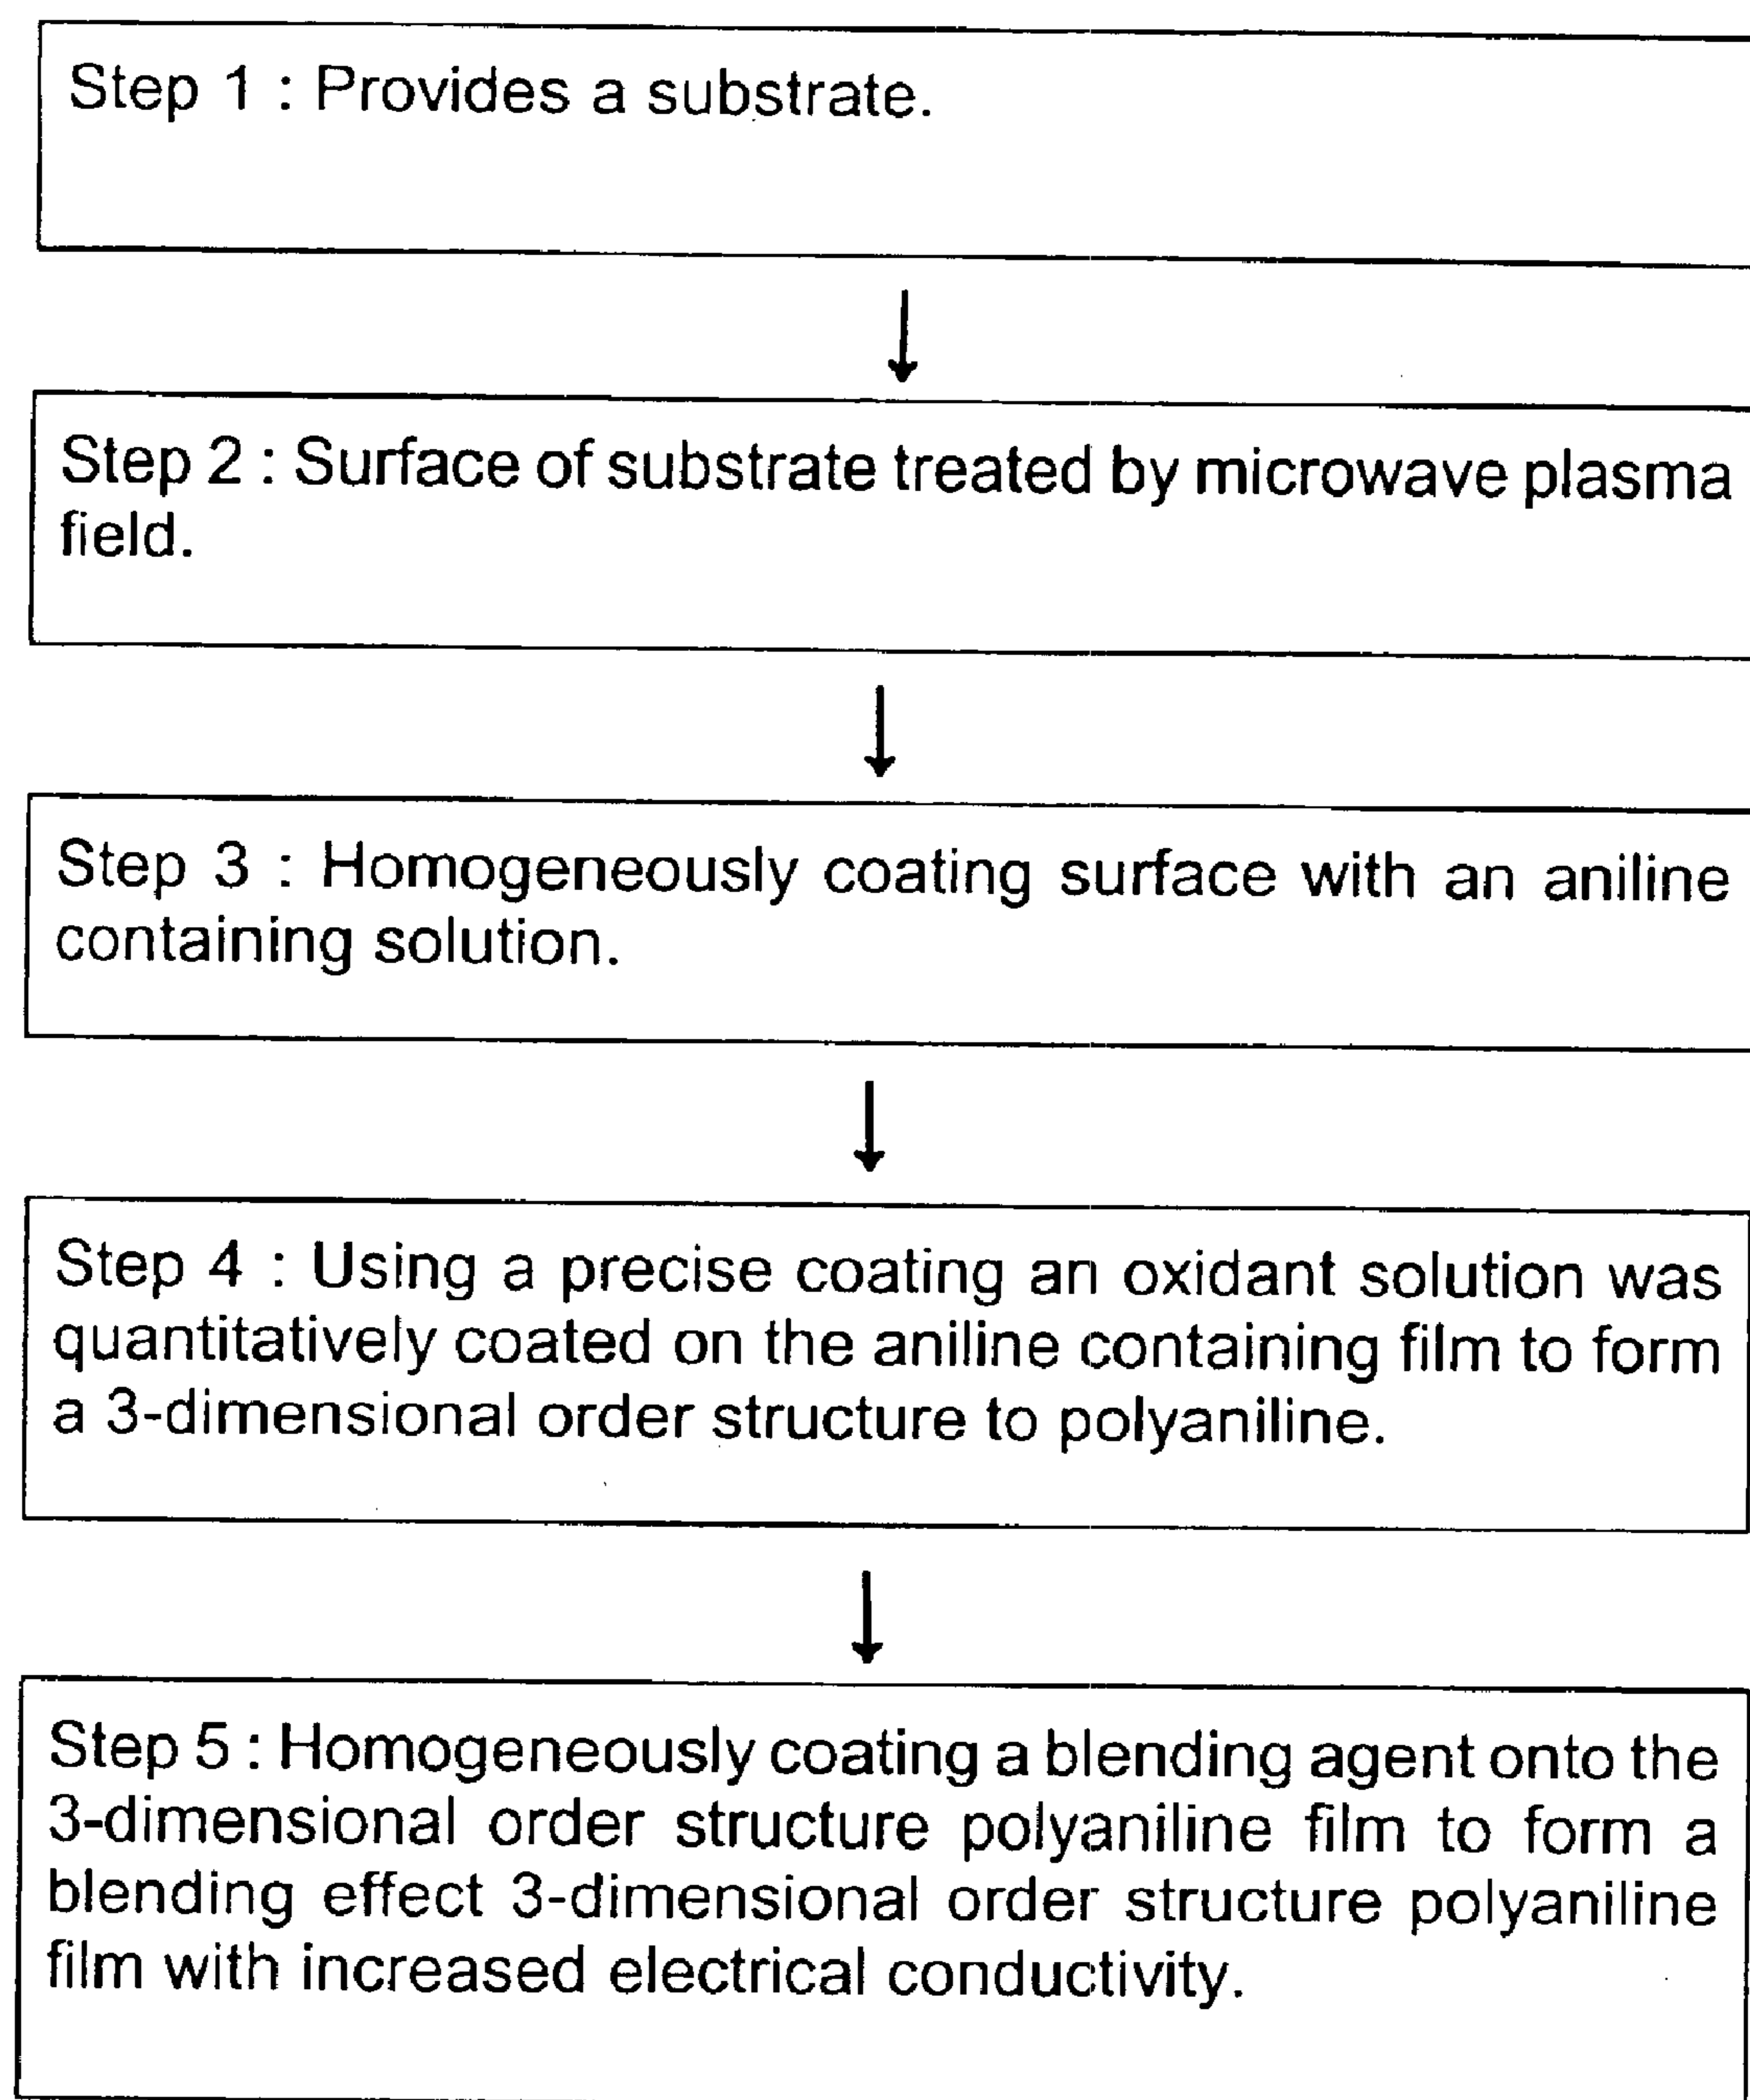 Step 1 : Provides a substrate.
Step 2 : Surface of substrate treated by microwave plasma
field.
Step 3 : Homogeneously coating surface with an aniline
containing solution.
Step 4 : Using a precise coating an oxidant solution was
quantitatively coated on the aniline containing film to form
a 3-dimensional order structure to polyaniline.
Step 5 : Homogeneously coating a blending agent onto the
3-dimensional order structure polyaniline film to form a
blending effect 3-dimensional order structure polyaniline
film with increased electrical conductivity.